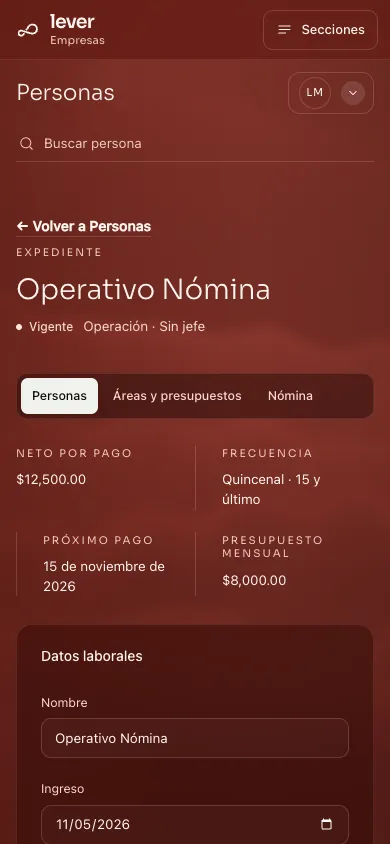 lever
Empresas
Secciones
Personas
LM
Buscar persona
← Volver a Personas
EXPEDIENTE
Operativo Nómina
Vigente Operación · Sin jefe
Personas Áreas y presupuestos Nómina
NETO POR PAGO
$12,500.00
FRECUENCIA
Quincenal · 15 y
último
PRÓXIMO PAGO
15 de noviembre de
2026
PRESUPUESTO
MENSUAL
$8,000.00
Datos laborales
Nombre
Operativo Nómina
Ingreso
11/05/2026